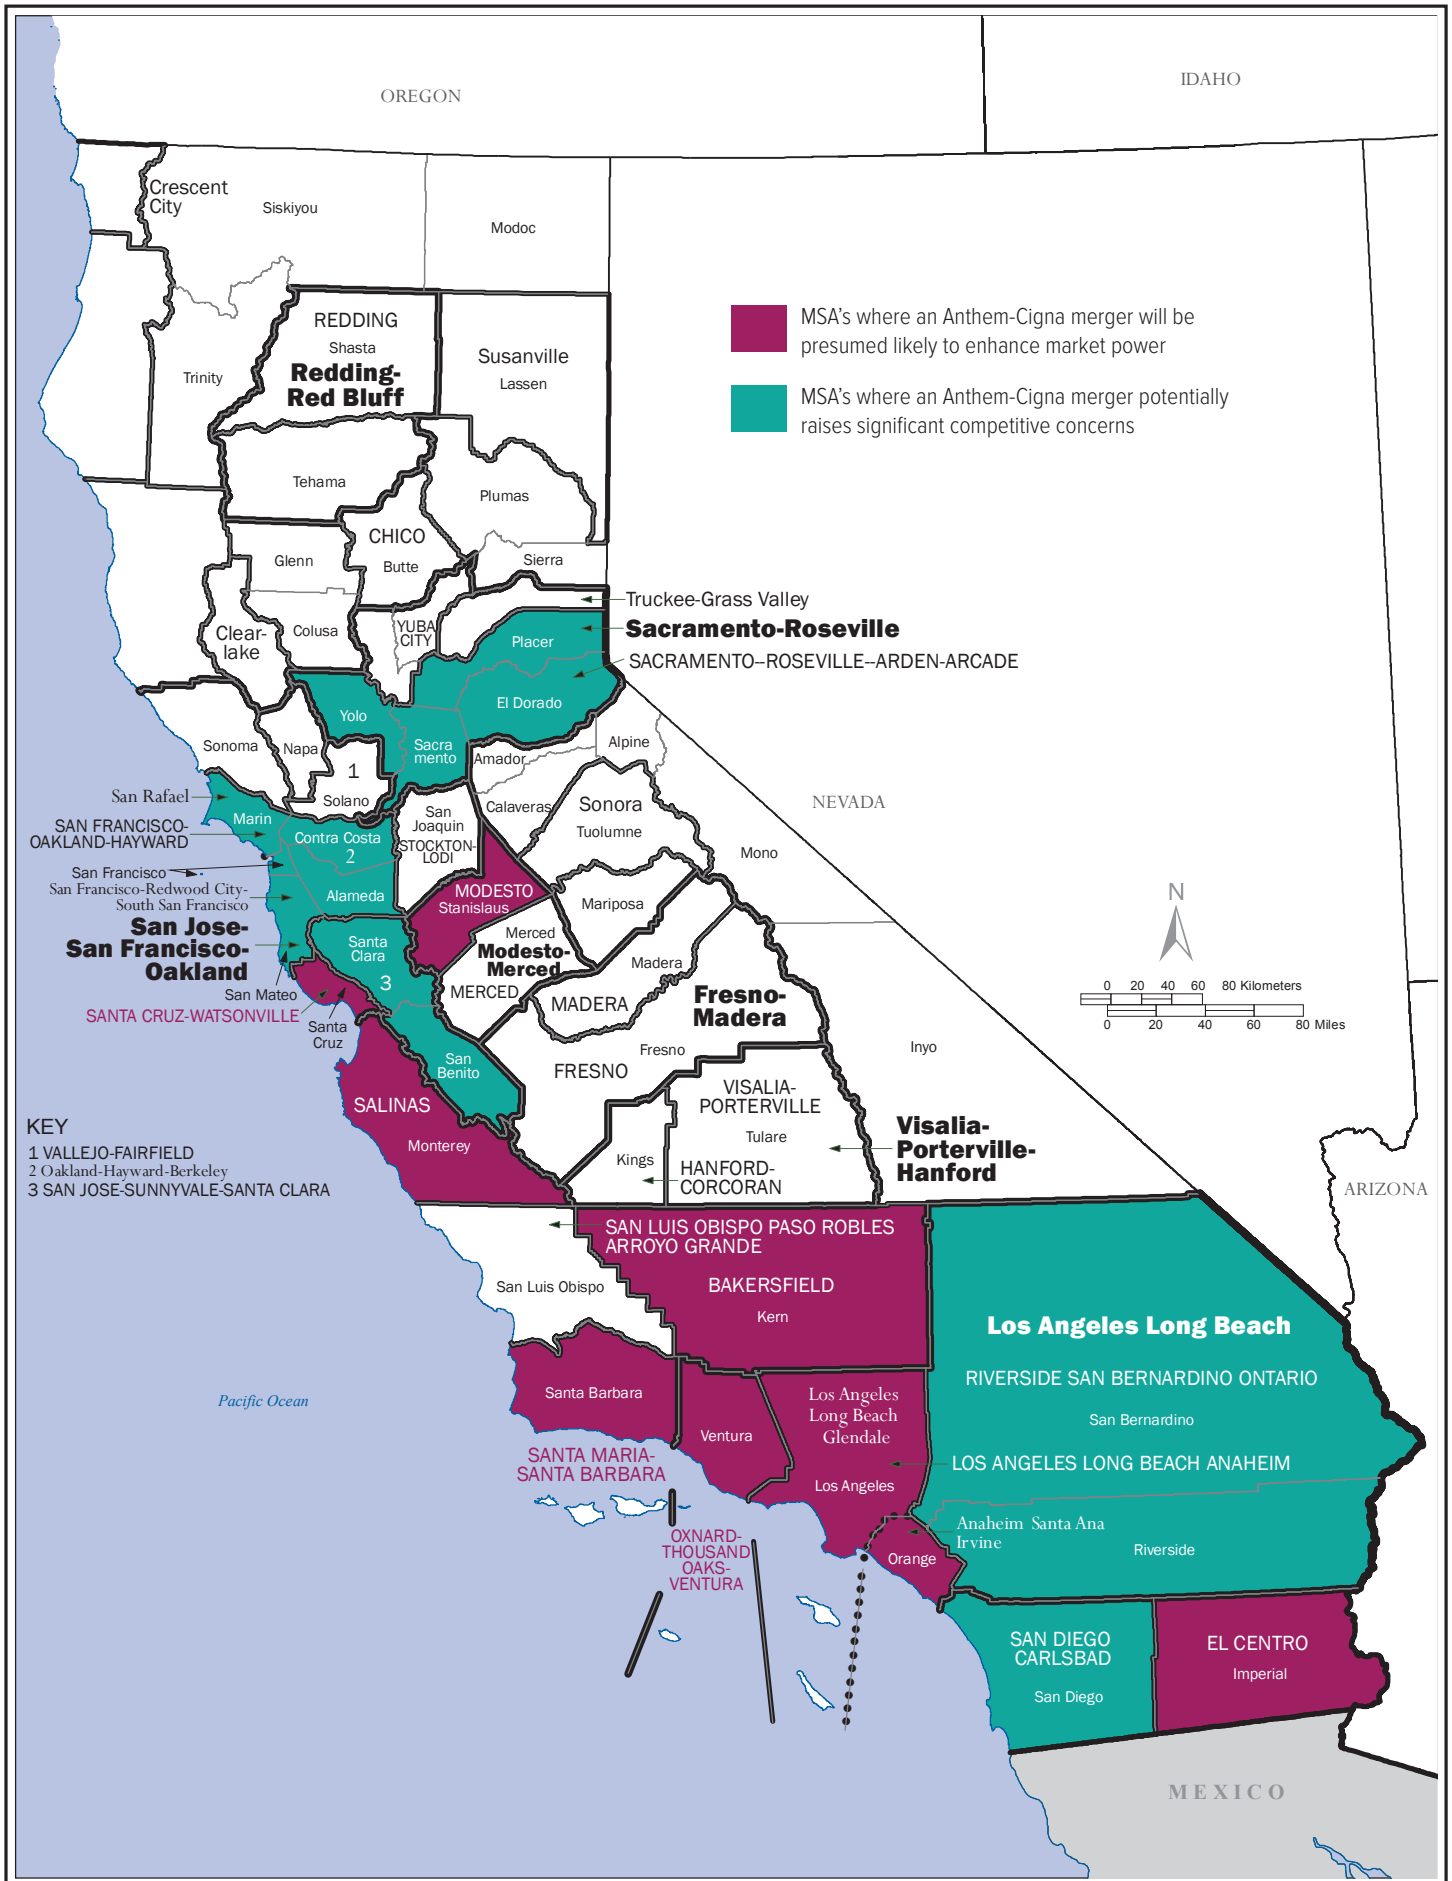 OREGON
IDAHO
Crescent
City
Siskiyou
Modoc
REDDING
Shasta
Redding-
Red Bluff
Susanville
Lassen
Trinity
MSA's where an Anthem-Cigna merger will be
presumed likely to enhance market power
MSA's where an Anthem-Cigna merger potentially
raises significant competitive concerns
Tehama
Plumas
CHICO
Butte
Glenn
Sierra
Truckee-Grass Valley
YUBA
CITY
Colusa
Clear-
lake
Placer
Sacramento-Roseville
SACRAMENTO--ROSEVILLE--ARDEN-ARCADE
El Dorado
Yolo
Sonoma
Napa
Sacra
mento
Amador
Alpine
1
Solano
NEVADA
San Rafael
Marin
SAN FRANCISCO-
OAKLAND-HAYWARD
Contra Costa
2
San
Joaquin
STOCKTON-
LODI
Calaveras
Sonora
Tuolumne
Mono
San Francisco
San Francisco-Redwood City-
South San Francisco
Alameda
MODESTO
Stanislaus
Mariposa
N
San Jose-
San Francisco-
Oakland
Santa
Clara
3
Merced
Modesto-
Merced
MERCED
Madera
MADERA
Fresno-
Madera
San Mateo
SANTA CRUZ-WATSONVILLE
Santa
Cruz
0 20 40 60 80 Kilometers
0 20 40 60 80 Miles
San
Benito
Fresno
FRESNO
Inyo
SALINAS
Monterey
VISALIA-
PORTERVILLE
Tulare
Kings
HANFORD-
CORCORAN
Visalia-
Porterville-
Hanford
KEY
1 VALLEJO-FAIRFIELD
2 Oakland-Hayward-Berkeley
3 SAN JOSE-SUNNYVALE-SANTA CLARA
ARIZONA
SAN LUIS OBISPO PASO ROBLES
ARROYO GRANDE
San Luis Obispo
BAKERSFIELD
Kern
Los Angeles Long Beach
RIVERSIDE SAN BERNARDINO ONTARIO
San Bernardino
Pacific Ocean
Santa Barbara
Ventura
Los Angeles
Long Beach
Glendale
Los Angeles
LOS ANGELES LONG BEACH ANAHEIM
SANTA MARIA-
SANTA BARBARA
OXNARD-
THOUSAND
OAKS-
VENTURA
Anaheim Santa Ana
Irvine
Orange
Riverside
SAN DIEGO
CARLSBAD
San Diego
EL CENTRO
Imperial
MEXICO